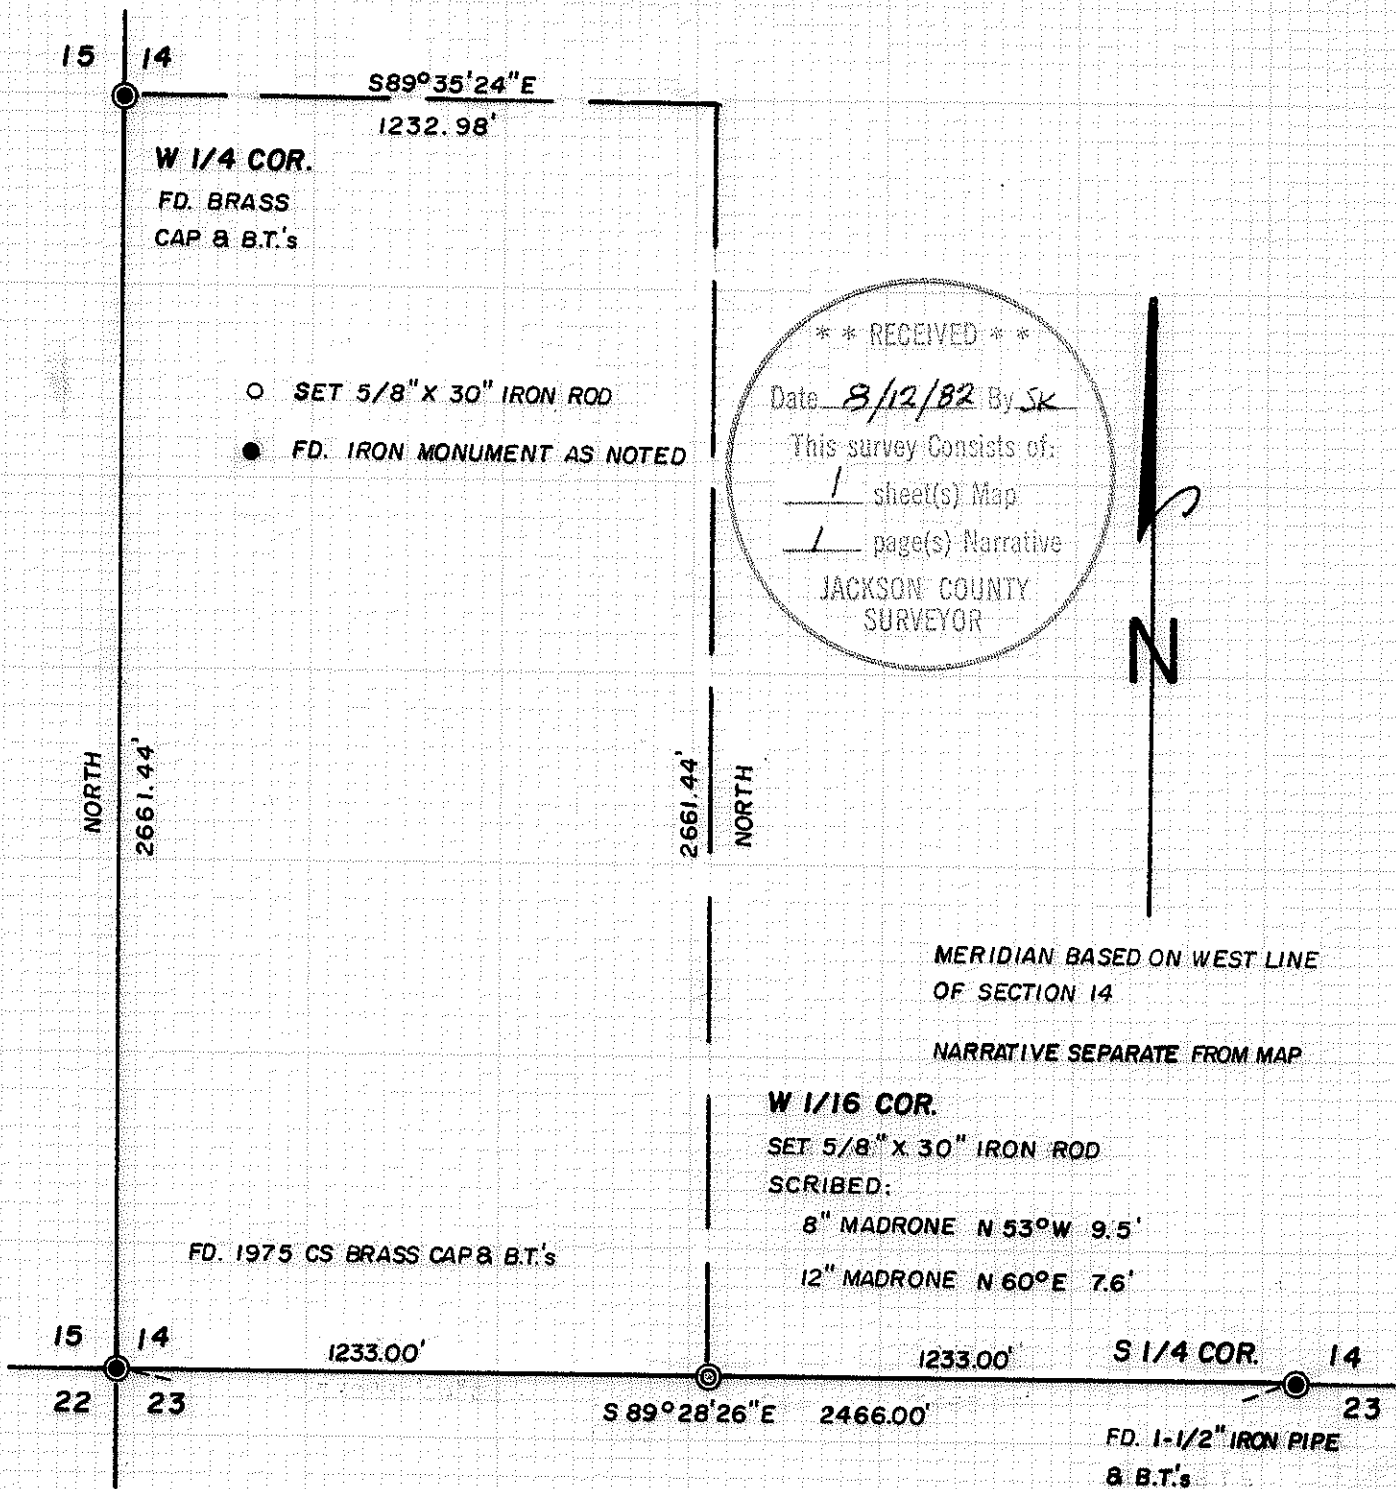 15 14
S89°35'24"E
1232.98'
W 1/4 COR.
FD. BRASS
CAP & B.T.'s
○ SET 5/8" X 30" IRON ROD
● FD. IRON MONUMENT AS NOTED
* * RECEIVED * *
Date 8/12/82 By SK
This survey Consists of:
1 sheet(s) Map
1 page(s) Narrative
JACKSON COUNTY
SURVEYOR
N
NORTH
2661.44'
2661.44'
NORTH
MERIDIAN BASED ON WEST LINE
OF SECTION 14
NARRATIVE SEPARATE FROM MAP
W 1/16 COR.
SET 5/8" X 30" IRON ROD
SCRIBED:
8" MADRONE N 53°W 9.5'
12" MADRONE N 60°E 7.6'
FD. 1975 CS BRASS CAP & B.T.'s
15 14
1233.00'
1233.00'
S 1/4 COR. 14
22 23
S 89°28'26"E 2466.00'
23
FD. 1-1/2" IRON PIPE
& B.T.'s